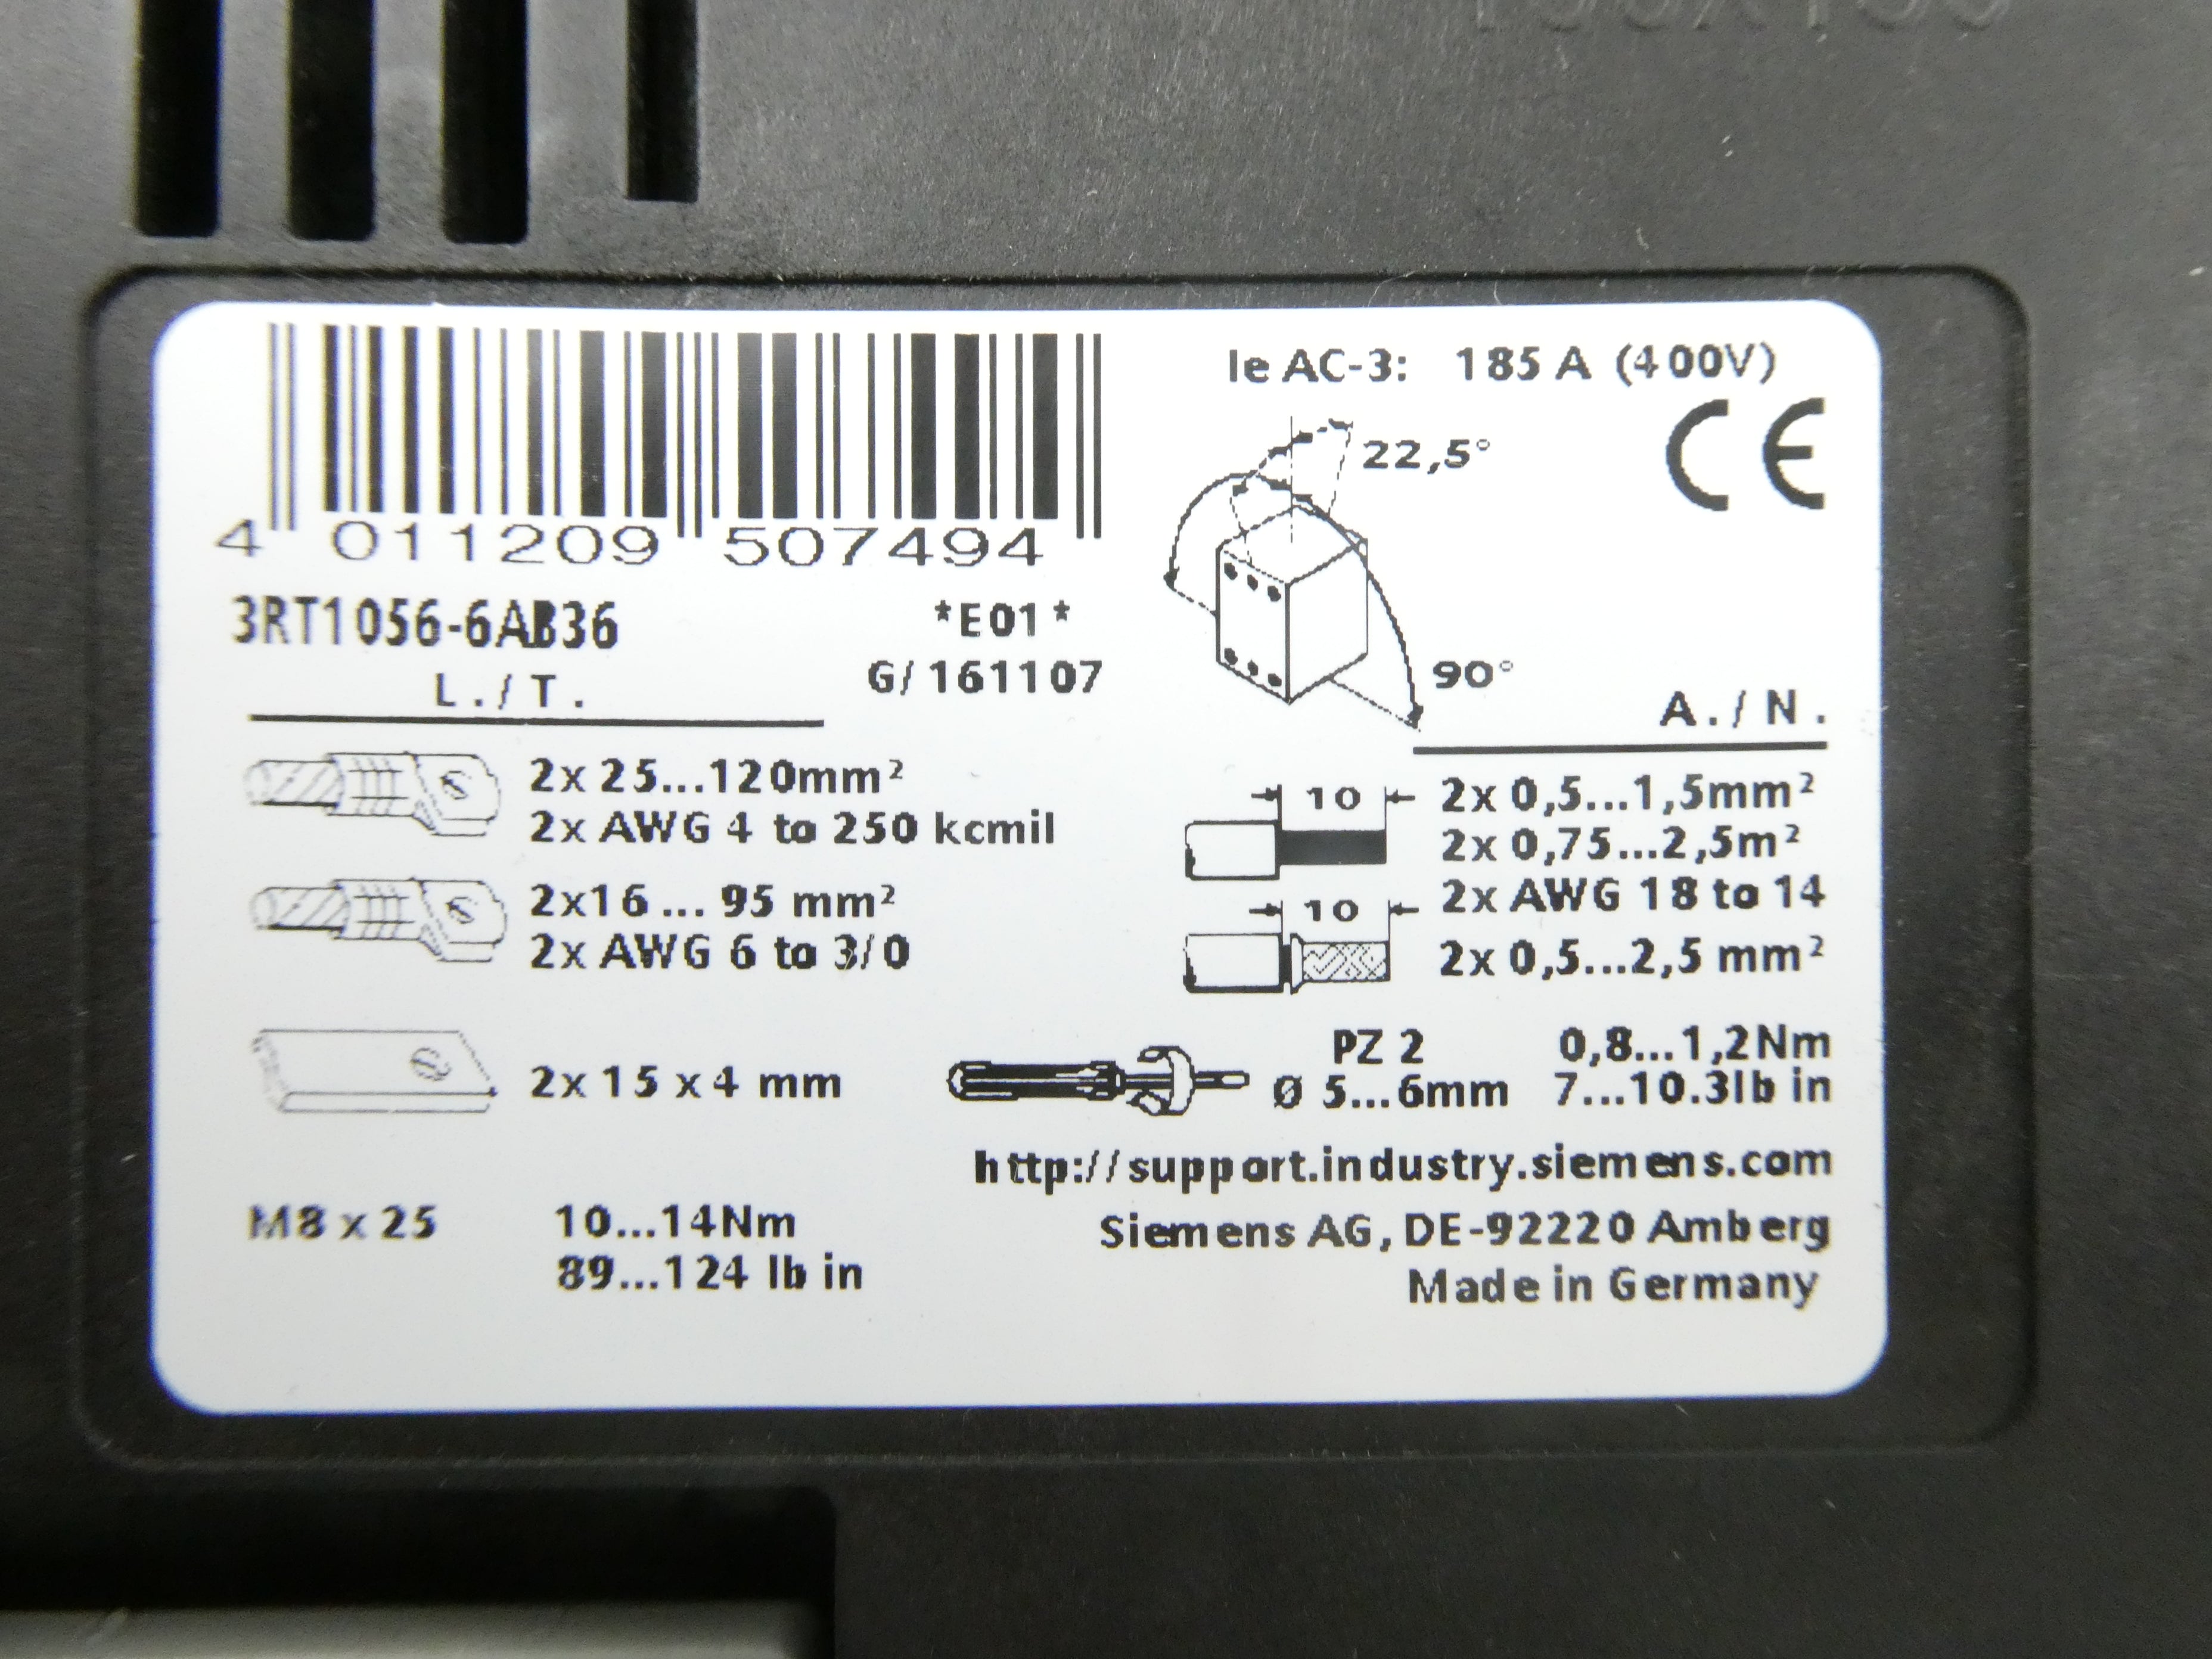 Ie AC-3: 185 A (400V)
CE
22,5°
90°
4 011209 507494
3RT1056-6AB36
*E01*
G/161107
L./T.
2x 25...120mm²
2x AWG 4 to 250 kcmil
2x16... 95 mm²
2x AWG 6 to 3/0
2x 15 x 4 mm
M8 x 25 10...14Nm
89...124 lb in
A./N.
10
2x 0,5...1,5mm²
2x 0,75...2,5m²
2x AWG 18 to 14
10
2x 0,5...2,5 mm²
PZ 2 0,8...1,2Nm
Ø 5...6mm 7...10.3lb in
http://support.industry.siemens.com
Siemens AG, DE-92220 Amberg
Made in Germany